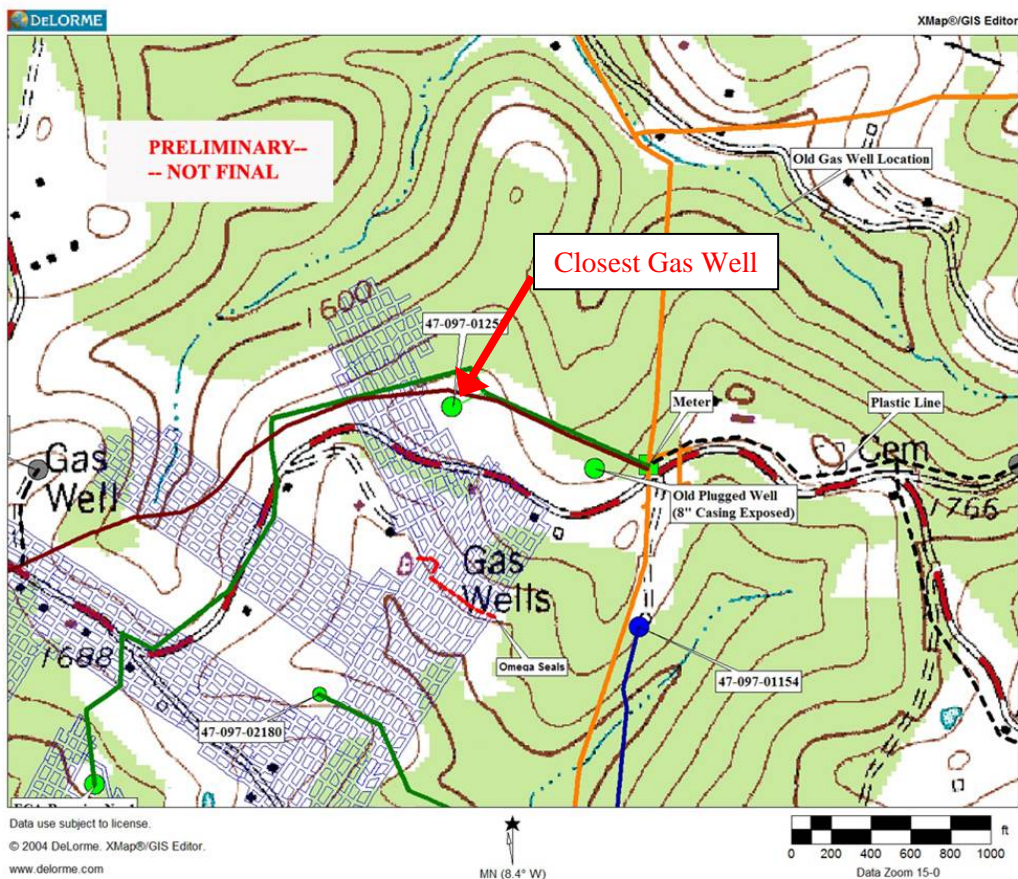 DELORME
XMap®/GIS Editor
PRELIMINARY--
-- NOT FINAL
Old Gas Well Location
Closest Gas Well
1600
47-097-0125
Meter
Plastic Line
Gas
Well
Cem
Old Plugged Well
(8" Casing Exposed)
1766
Gas
Wells
1688
Omega Seals
47-097-01154
47-097-02180
Data use subject to license.
© 2004 DeLorme. XMap®/GIS Editor.
www.delorme.com
MN (8.4° W)
ft
0 200 400 600 800 1000
Data Zoom 15-0